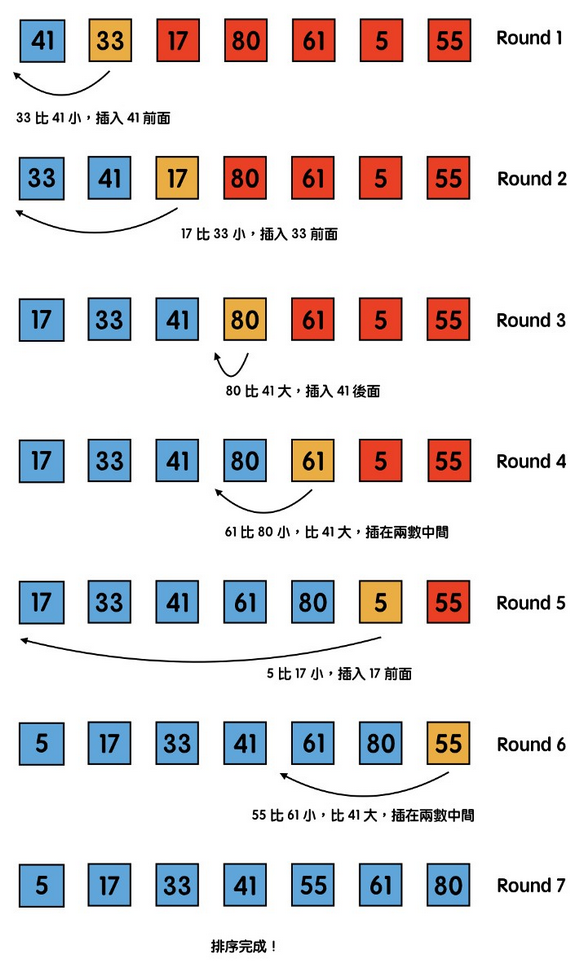 41 33 17 80 61 5 55 Round 1
33 比 41 小，插入 41 前面
33 41 17 80 61 5 55 Round 2
17 比 33 小，插入 33 前面
17 33 41 80 61 5 55 Round 3
80 比 41 大，插入 41 後面
17 33 41 80 61 5 55 Round 4
61 比 80 小，比 41 大，插在兩數中間
17 33 41 61 80 5 55 Round 5
5 比 17 小，插入 17 前面
5 17 33 41 61 80 55 Round 6
55 比 61 小，比 41 大，插在兩數中間
5 17 33 41 55 61 80 Round 7
排序完成！